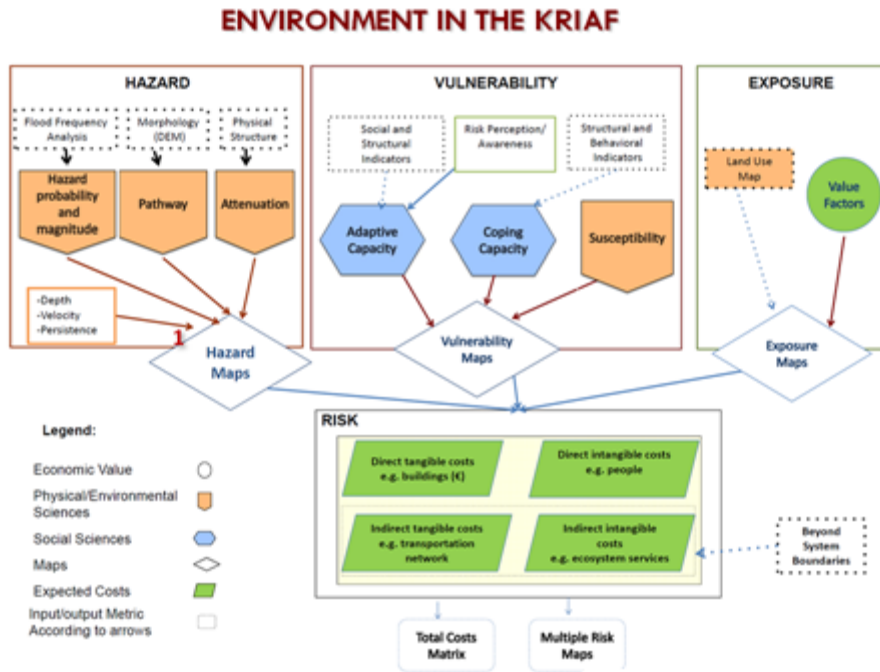 ENVIRONMENT IN THE KRIAF
HAZARD
Flood Frequency
Analysis
Morphology
(DEM)
Physical
Structure
Hazard
probability
and
magnitude
Pathway
Attenuation
-Depth
-Velocity
-Persistence
1
Hazard
Maps
VULNERABILITY
Social and
Structural
Indicators
Risk Perception/
Awareness
Structural and
Behavioral
Indicators
Adaptive
Capacity
Coping
Capacity
Susceptibility
Vulnerability
Maps
EXPOSURE
Land Use
Map
Value
Factors
Exposure
Maps
RISK
Direct tangible costs
e.g. buildings (€)
Direct intangible costs
e.g. people
Indirect tangible costs
e.g. transportation
network
Indirect intangible
costs
e.g. ecosystem services
Beyond
System
Boundaries
Total Costs
Matrix
Multiple Risk
Maps
Legend:
Economic Value
Physical/Environmental
Sciences
Social Sciences
Maps
Expected Costs
Input/output Metric
According to arrows